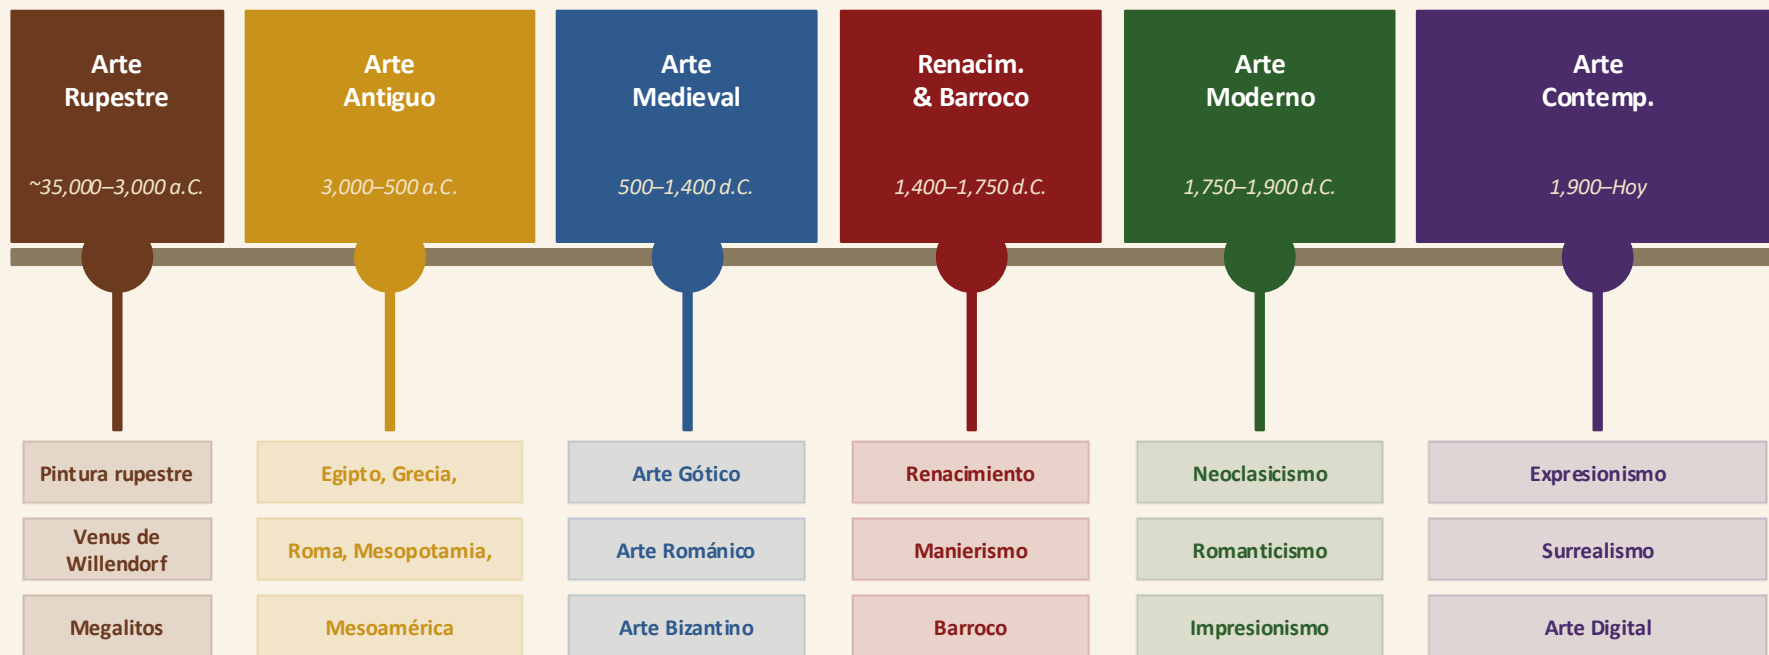 Arte
Rupestre
~35,000–3,000 a.C.
Arte
Antiguo
3,000–500 a.C.
Arte
Medieval
500–1,400 d.C.
Renacim.
& Barroco
1,400–1,750 d.C.
Arte
Moderno
1,750–1,900 d.C.
Arte
Contemp.
1,900–Hoy
Pintura rupestre
Venus de
Willendorf
Megalitos
Egipto, Grecia,
Roma, Mesopotamia,
Mesoamérica
Arte Gótico
Arte Románico
Arte Bizantino
Renacimiento
Manierismo
Barroco
Neoclasicismo
Romanticismo
Impresionismo
Expresionismo
Surrealismo
Arte Digital